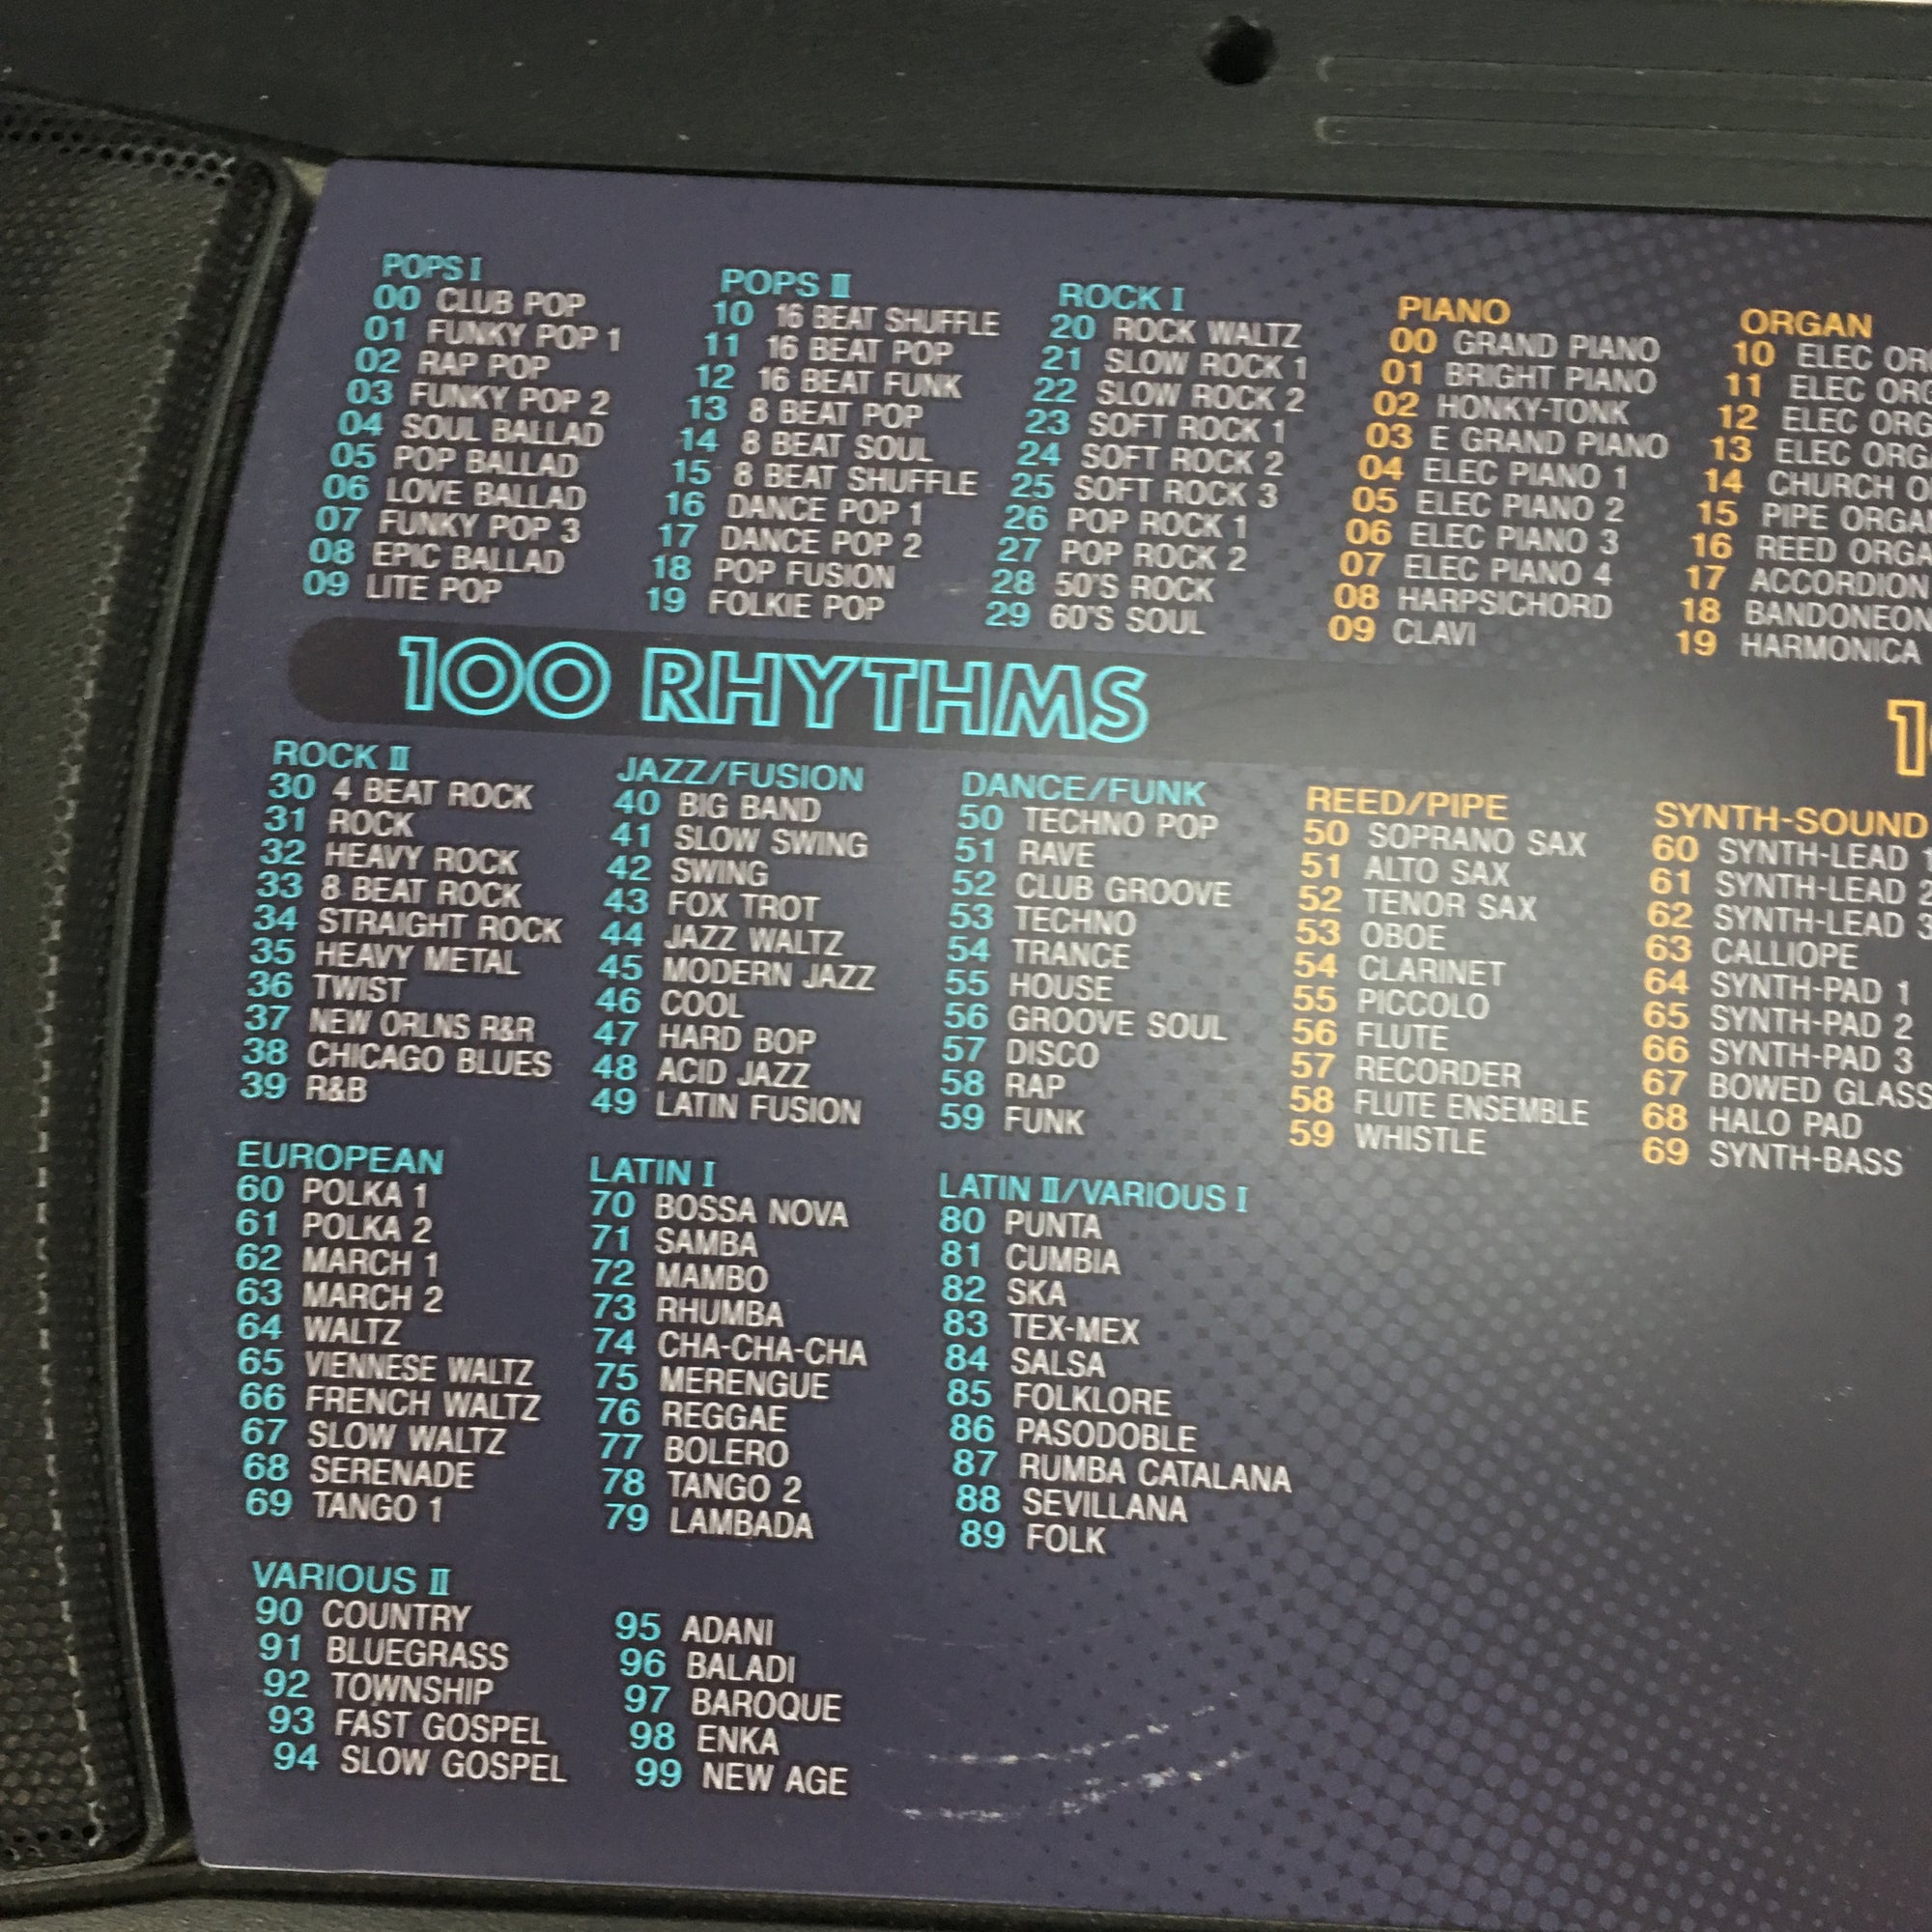 POPS I
00 CLUB POP
01 FUNKY POP 1
02 RAP POP
03 FUNKY POP 2
04 SOUL BALLAD
05 POP BALLAD
06 LOVE BALLAD
07 FUNKY POP 3
08 EPIC BALLAD
09 LITE POP
POPS II
10 16 BEAT SHUFFLE
11 16 BEAT POP
12 16 BEAT FUNK
13 8 BEAT POP
14 8 BEAT SOUL
15 8 BEAT SHUFFLE
16 DANCE POP 1
17 DANCE POP 2
18 POP FUSION
19 FOLKIE POP
ROCK I
20 ROCK WALTZ
21 SLOW ROCK 1
22 SLOW ROCK 2
23 SOFT ROCK 1
24 SOFT ROCK 2
25 SOFT ROCK 3
26 POP ROCK 1
27 POP ROCK 2
28 50'S ROCK
29 60'S SOUL
PIANO
00 GRAND PIANO
01 BRIGHT PIANO
02 HONKY-TONK
03 E GRAND PIANO
04 ELEC PIANO 1
05 ELEC PIANO 2
06 ELEC PIANO 3
07 ELEC PIANO 4
08 HARPSICHORD
09 CLAVI
ORGAN
10 ELEC
11 ELEC
12 ELEC
13 ELEC
14 CHURCH
15 PIPE
16 REED
17 ACCORDION
18 BANDONEON
19 HARMONICA
100 RHYTHMS
ROCK II
30 4 BEAT ROCK
31 ROCK
32 HEAVY ROCK
33 8 BEAT ROCK
34 STRAIGHT ROCK
35 HEAVY METAL
36 TWIST
37 NEW ORLNS R&R
38 CHICAGO BLUES
39 R&B
JAZZ/FUSION
40 BIG BAND
41 SLOW SWING
42 SWING
43 FOX TROT
44 JAZZ WALTZ
45 MODERN JAZZ
46 COOL
47 HARD BOP
48 ACID JAZZ
49 LATIN FUSION
DANCE/FUNK
50 TECHNO POP
51 RAVE
52 CLUB GROOVE
53 TECHNO
54 TRANCE
55 HOUSE
56 GROOVE SOUL
57 DISCO
58 RAP
59 FUNK
REED/PIPE
50 SOPRANO SAX
51 ALTO SAX
52 TENOR SAX
53 OBOE
54 CLARINET
55 PICCOLO
56 FLUTE
57 RECORDER
58 FLUTE ENSEMBLE
59 WHISTLE
SYNTH-SOUND
60 SYNTH-LEAD
61 SYNTH-LEAD 2
62 SYNTH-LEAD 3
63 CALLIOPE
64 SYNTH-PAD 1
65 SYNTH-PAD 2
66 SYNTH-PAD 3
67 BOWED GLASS
68 HALO PAD
69 SYNTH-BASS
EUROPEAN
60 POLKA 1
61 POLKA 2
62 MARCH 1
63 MARCH 2
64 WALTZ
65 VIENNESE WALTZ
66 FRENCH WALTZ
67 SLOW WALTZ
68 SERENADE
69 TANGO 1
LATIN I
70 BOSSA NOVA
71 SAMBA
72 MAMBO
73 RHUMBA
74 CHA-CHA-CHA
75 MERENGUE
76 REGGAE
77 BOLERO
78 TANGO 2
79 LAMBADA
LATIN II/VARIOUS I
80 PUNTA
81 CUMBIA
82 SKA
83 TEX-MEX
84 SALSA
85 FOLKLORE
86 PASODOBLE
87 RUMBA CATALANA
88 SEVILLANA
89 FOLK
VARIOUS II
90 COUNTRY
91 BLUEGRASS
92 TOWNSHIP
93 FAST GOSPEL
94 SLOW GOSPEL
95 ADANI
96 BALADI
97 BAROQUE
98 ENKA
99 NEW AGE